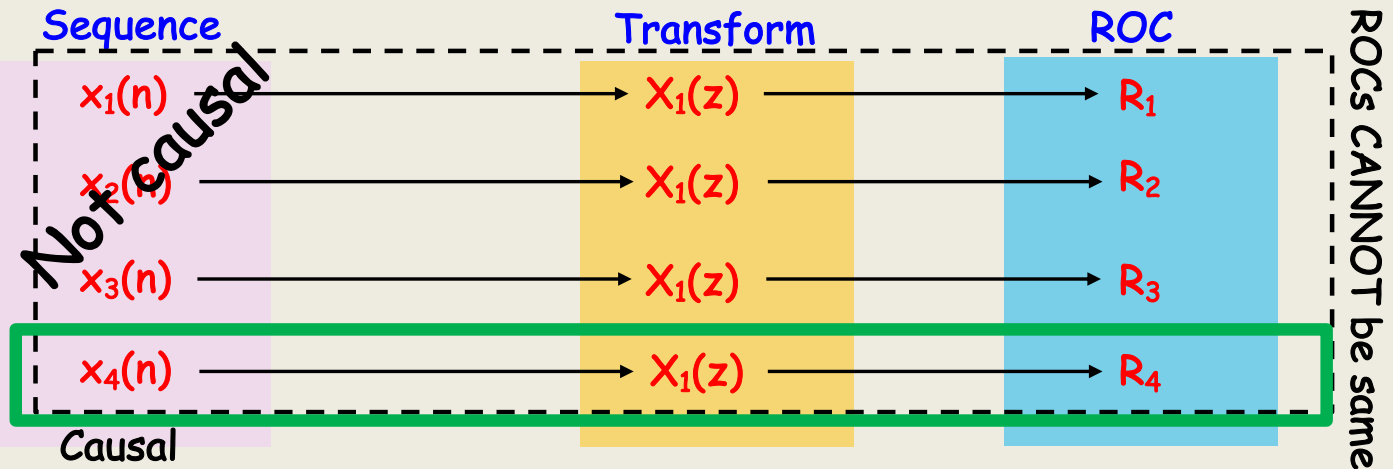 Sequence Transform ROC
x₁(n) X₁(z) R₁
x₂(n) X₁(z) R₂
x₃(n) X₁(z) R₃
x₄(n) X₁(z) R₄
Not causal
Causal
ROCs CANNOT be same